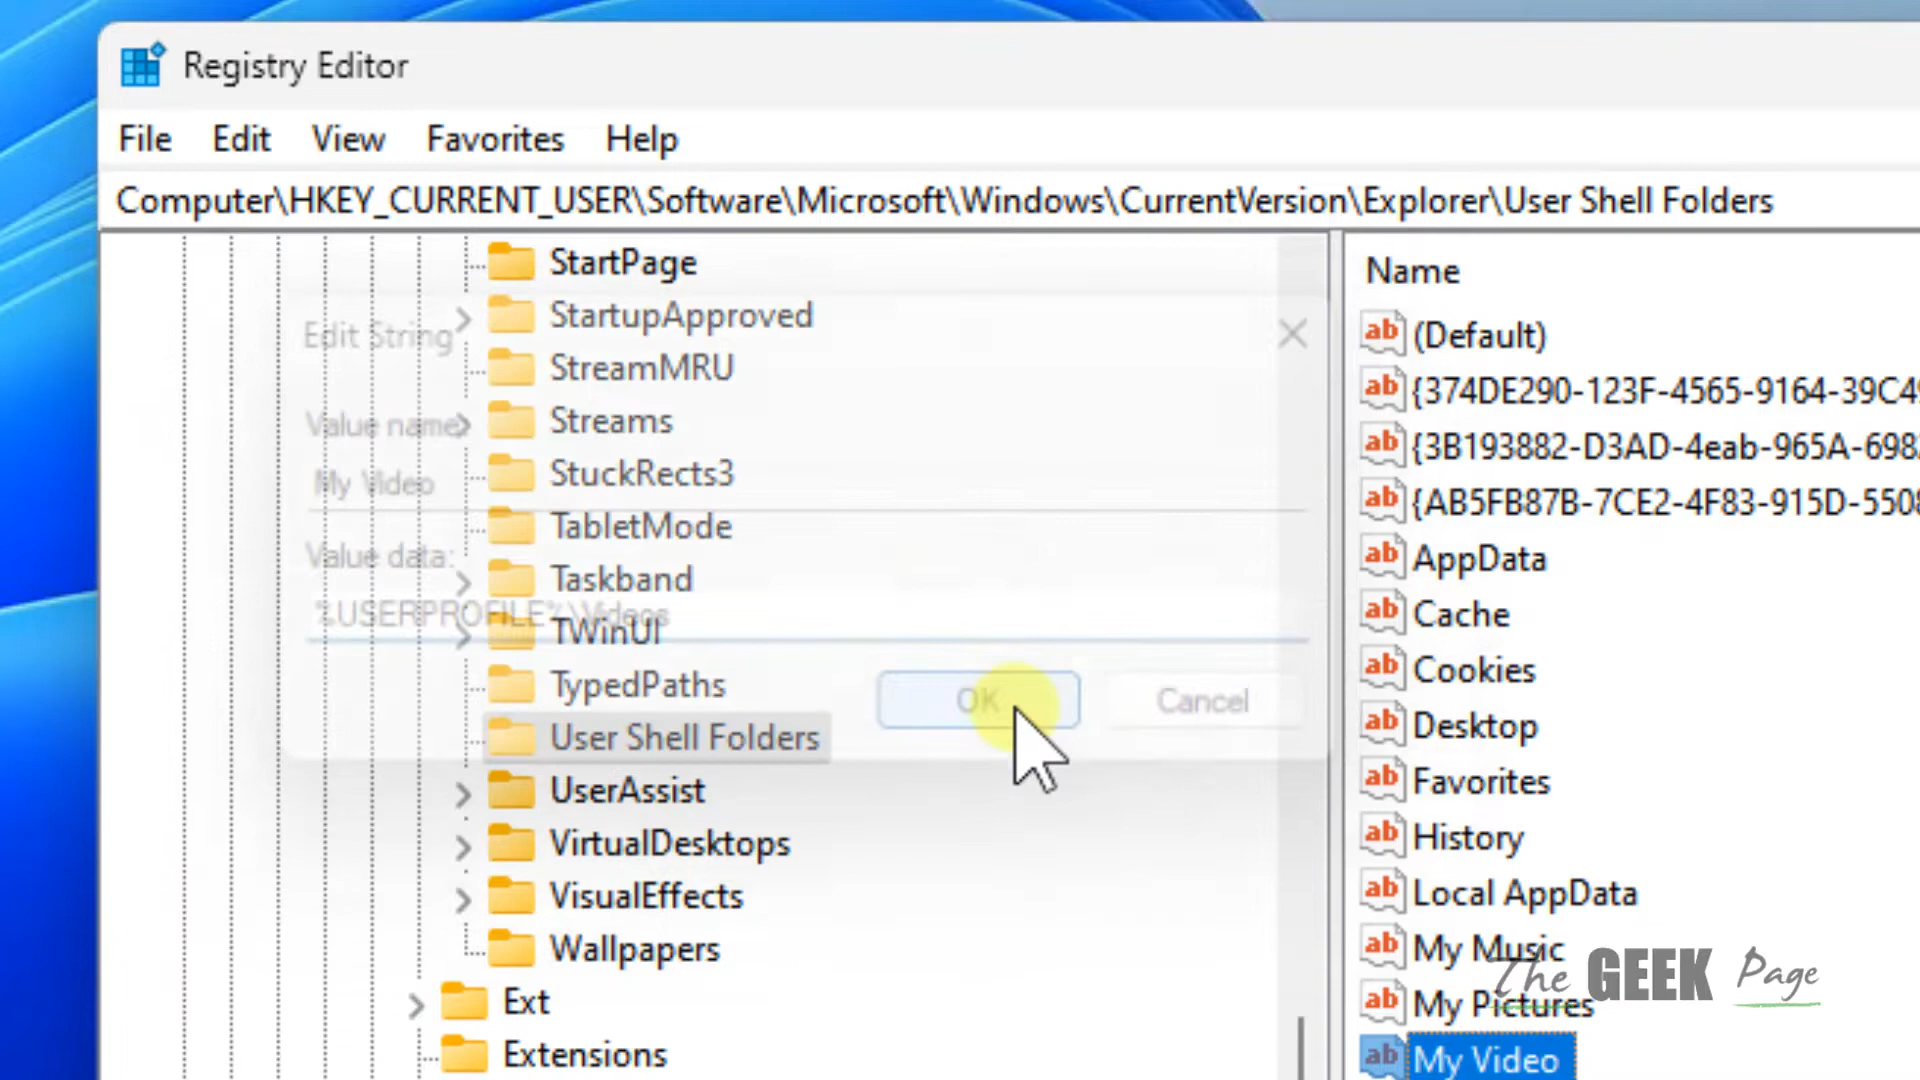 Registry Editor
File Edit View Favorites Help
Computer\HKEY_CURRENT_USER\Software\Microsoft\Windows\CurrentVersion\Explorer\User Shell Folders
StartPage
StartupApproved
StreamMRU
Streams
StuckRects3
TabletMode
Taskband
TWinUI
TypedPaths
User Shell Folders
UserAssist
VirtualDesktops
VisualEffects
Wallpapers
Ext
Extensions
Edit String
Value name:
My Video
Value data:
%USERPROFILE%\Videos
OK Cancel
Name
ab (Default)
ab {374DE290-123F-4565-9164-39C49
ab {3B193882-D3AD-4eab-965A-698
ab {AB5FB87B-7CE2-4F83-915D-550
ab AppData
ab Cache
ab Cookies
ab Desktop
ab Favorites
ab History
ab Local AppData
ab My Music
ab My Pictures
ab My Video
The GEEK Page